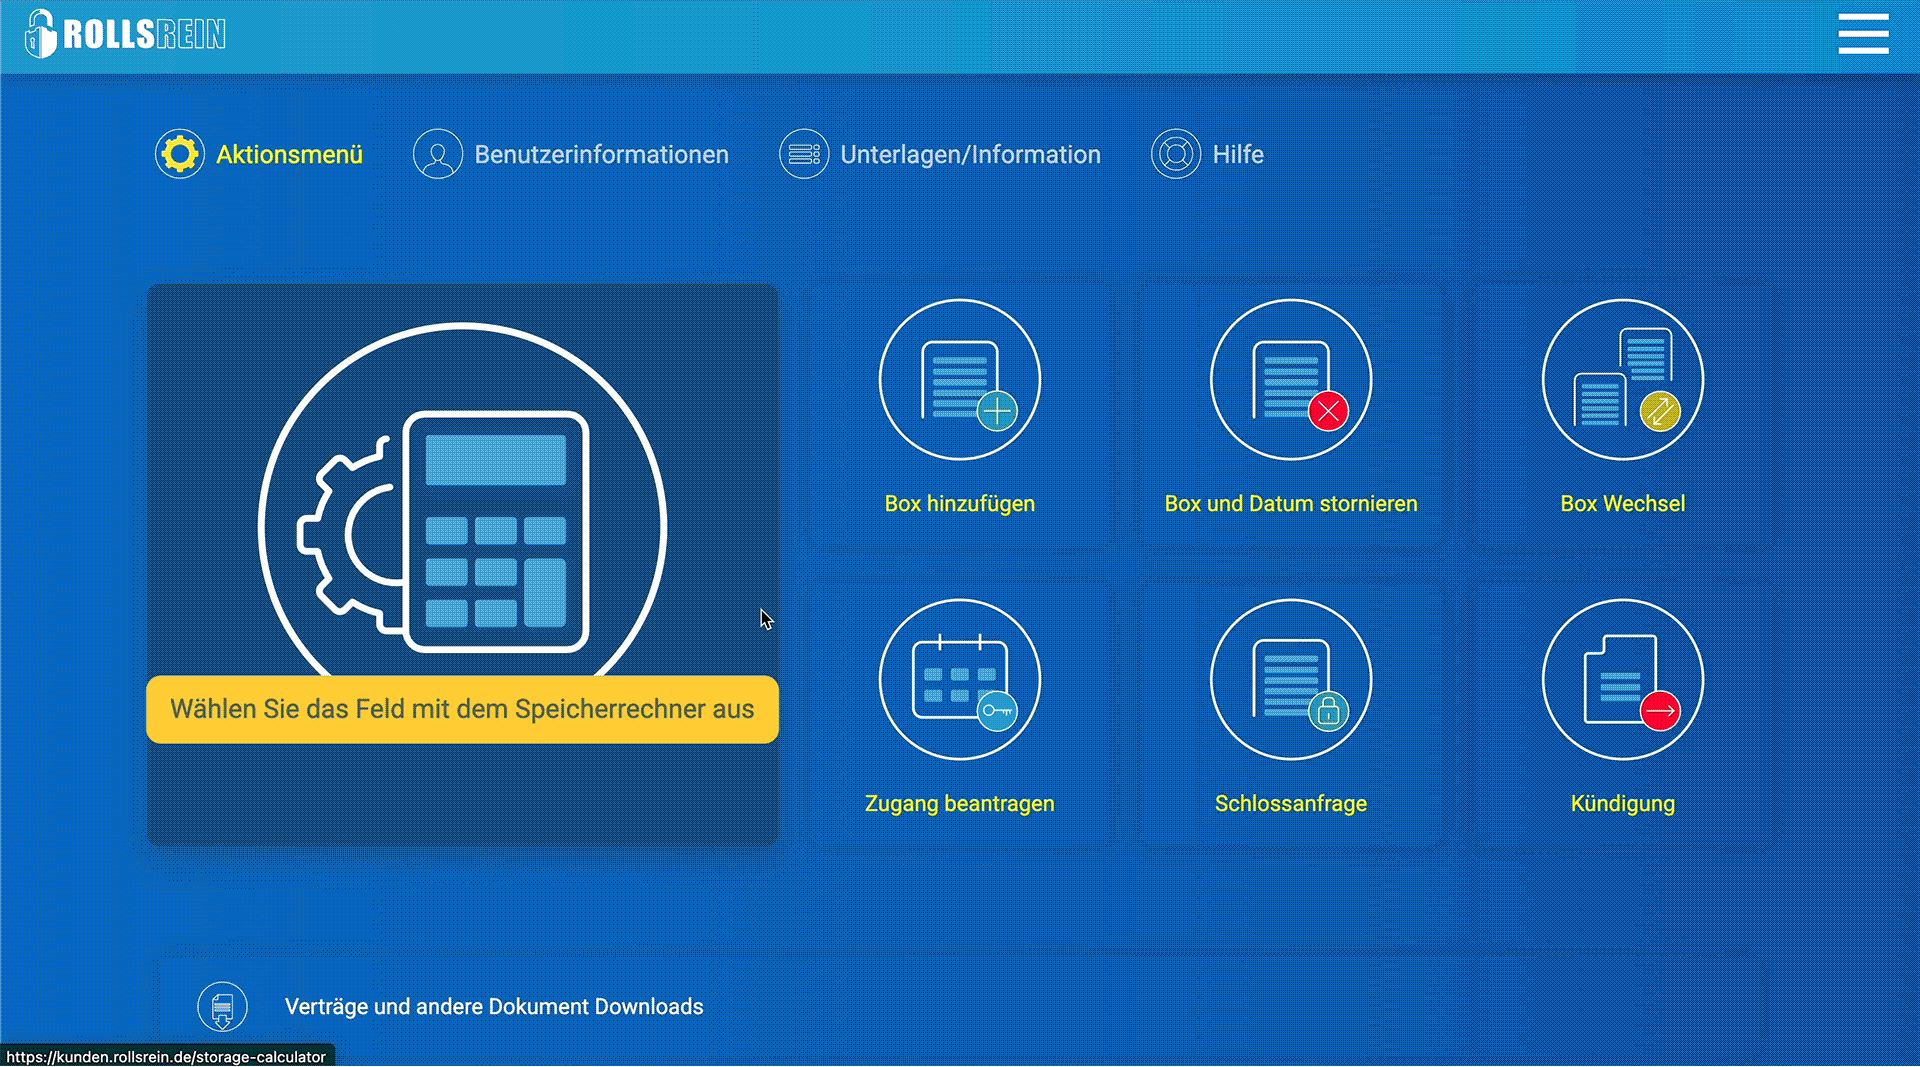 ROLLSREIN
Aktionsmenü
Benutzerinformationen
Unterlagen/Information
Hilfe
Box hinzufügen
Box und Datum stornieren
Box Wechsel
Wählen Sie das Feld mit dem Speicherrechner aus
Zugang beantragen
Schlossanfrage
Kündigung
Verträge und andere Dokument Downloads
https://kunden.rollsrein.de/storage-calculator